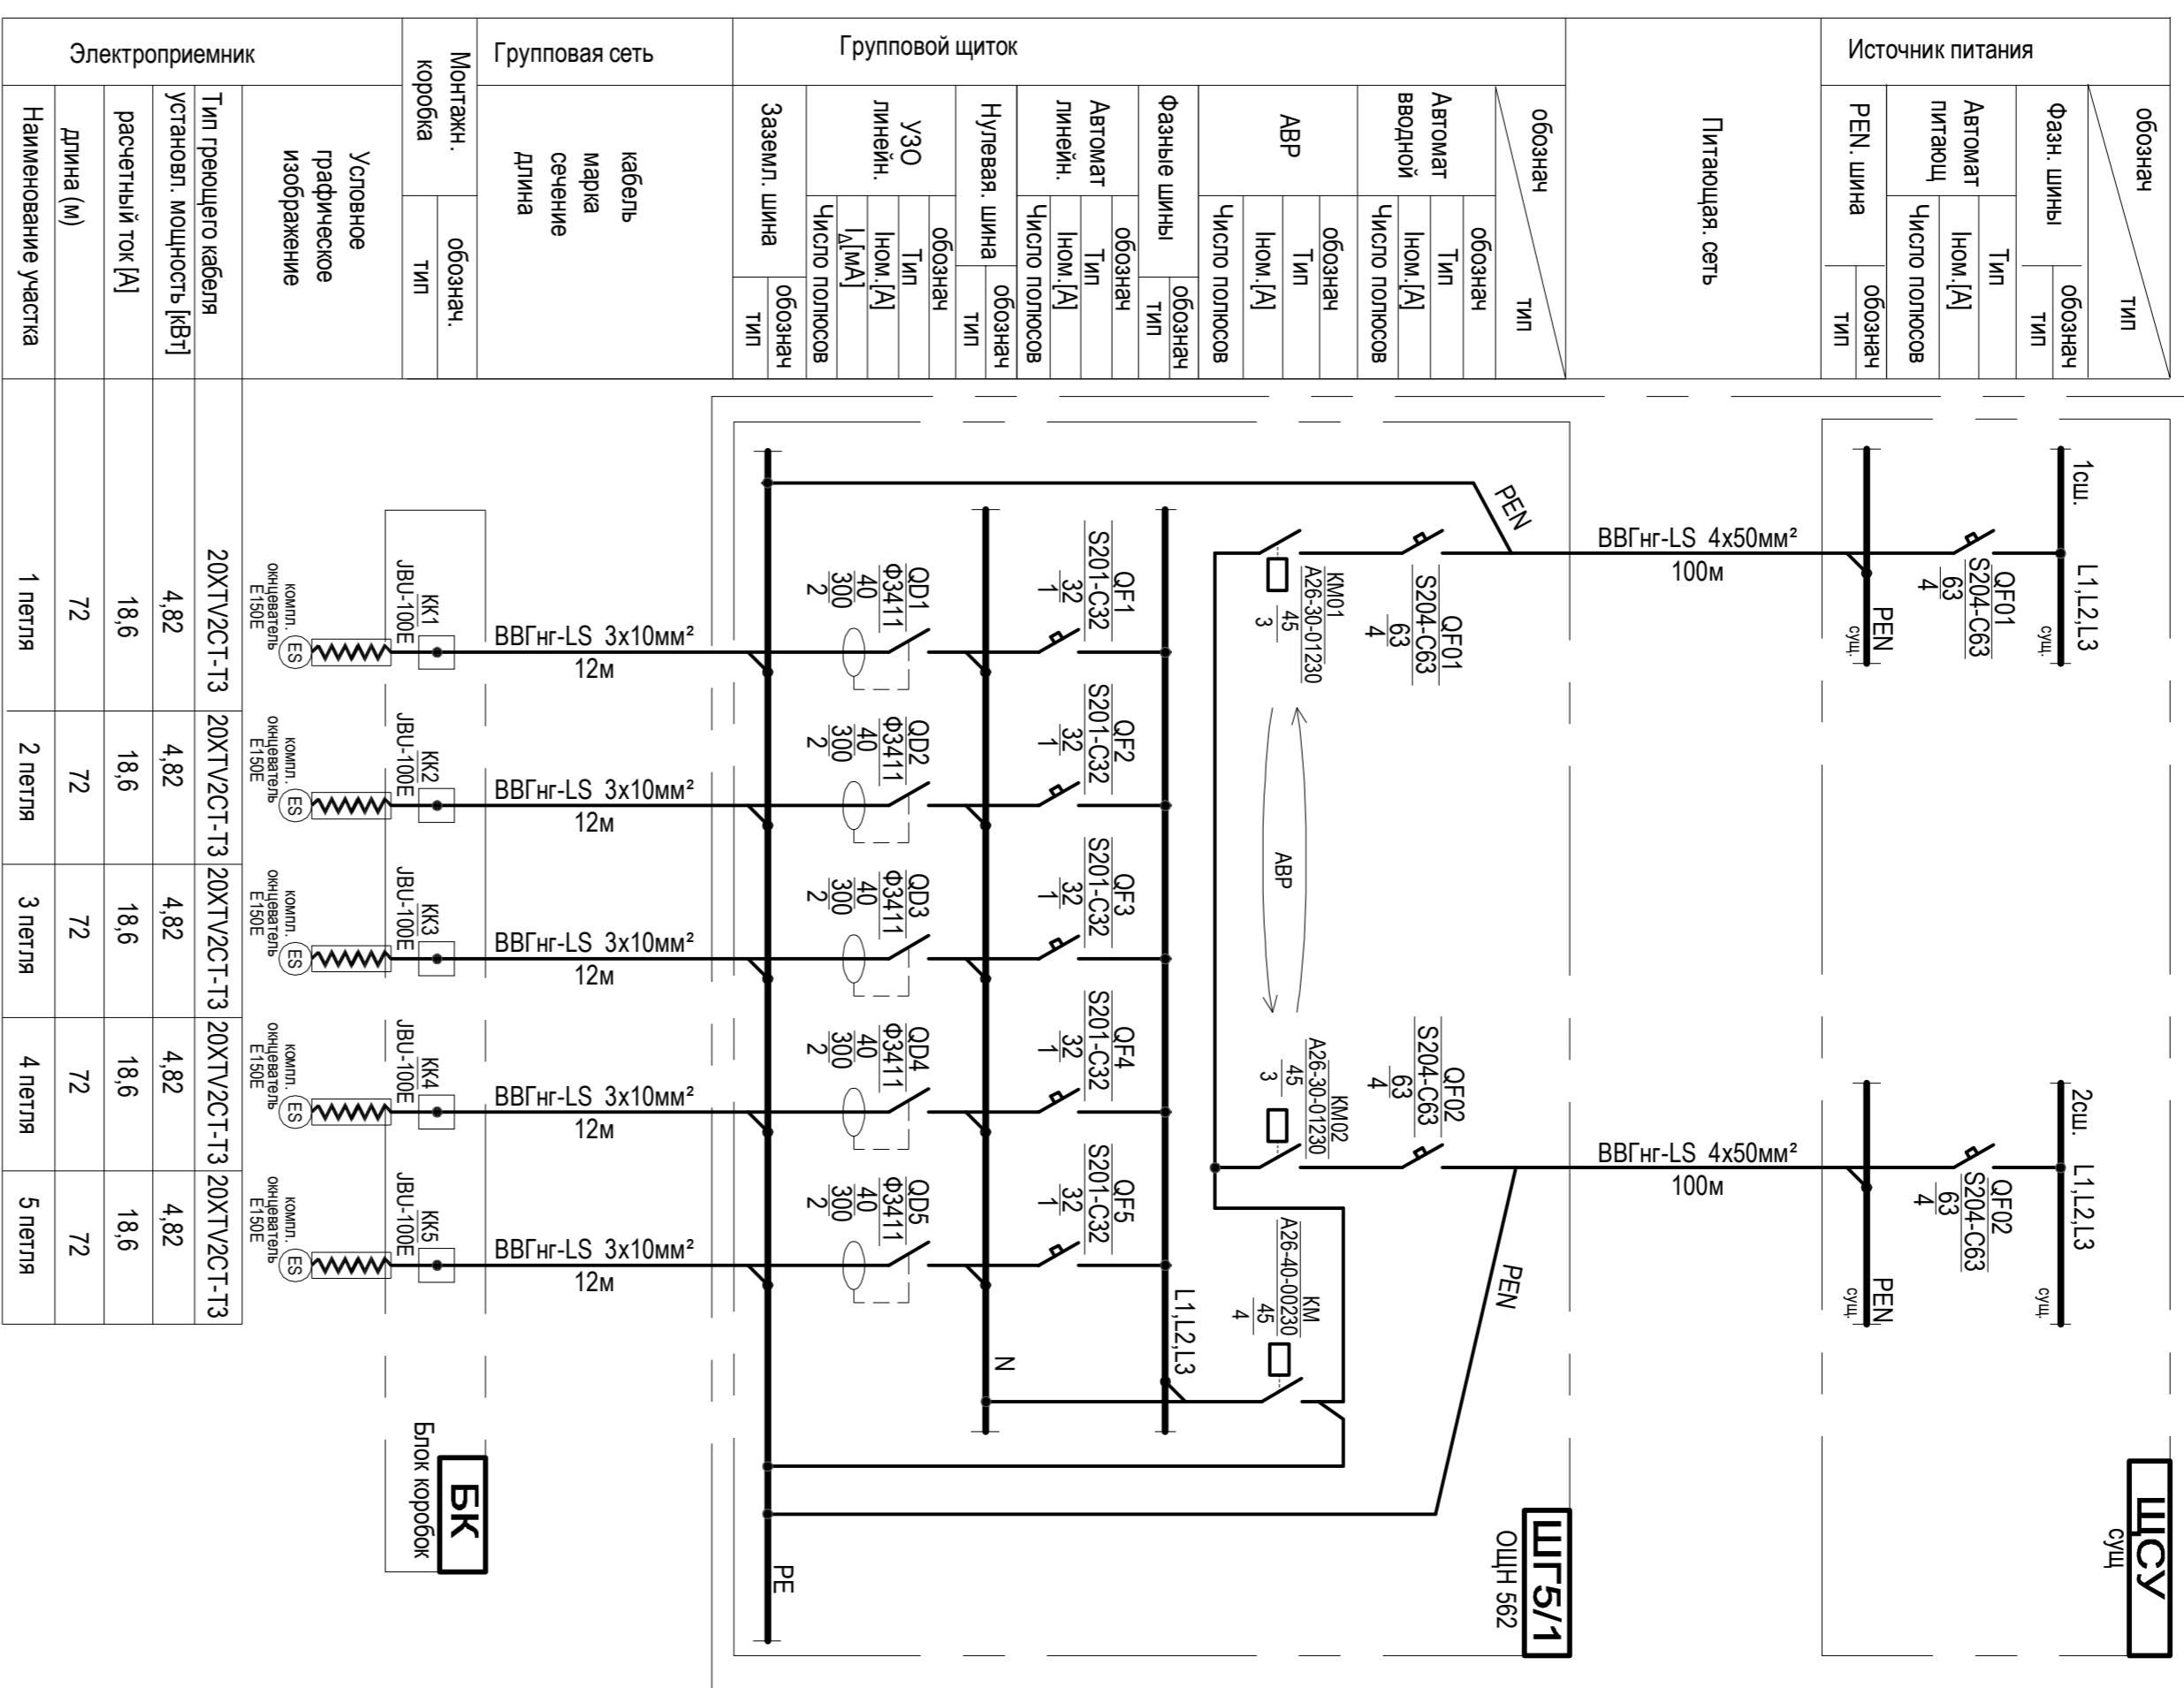 Источник питания
обознач
тип
Фазн. шины
обознач
тип
Автомат
питающ
Тип
Iном.[А]
Число полюсов
PEN. шина
обознач
тип
Питающая. сеть
Групповой щиток
обознач
тип
Автомат
вводной
обознач
Тип
Iном.[А]
Число полюсов
АВР
обознач
Тип
Iном.[А]
Число полюсов
Фазные шины
обознач
тип
Автомат
линейн.
обознач
Тип
Iном.[А]
Число полюсов
Нулевая. шина
обознач
тип
УЗО
линейн.
обознач
Тип
Iном.[А]
I∆[мА]
Число полюсов
Заземл. шина
обознач
тип
Групповая сеть
кабель
марка
сечение
длина
Монтажн.
коробка
обознач.
тип
Электроприемник
Условное
графическое
изображение
Тип греющего кабеля
установл. мощность [кВт]
расчетный ток [А]
длина (м)
Наименование участка
ЩСУ
сущ
1сш.
L1,L2,L3
сущ.
QF01
S204-C63
63
4
PEN
сущ.
2сш.
L1,L2,L3
сущ.
QF02
S204-C63
63
4
PEN
сущ.
ВВГнг-LS 4х50мм²
100м
ВВГнг-LS 4х50мм²
100м
ШГ5/1
ОЩН 562
PEN
QF01
S204-C63
63
4
KM01
A26-30-01230
45
3
АВР
QF02
S204-C63
63
4
KM02
A26-30-01230
45
3
PEN
KM
A26-40-00230
45
4
L1,L2,L3
N
PE
QF1
S201-C32
32
1
QF2
S201-C32
32
1
QF3
S201-C32
32
1
QF4
S201-C32
32
1
QF5
S201-C32
32
1
QD1
Ф3411
40
300
2
QD2
Ф3411
40
300
2
QD3
Ф3411
40
300
2
QD4
Ф3411
40
300
2
QD5
Ф3411
40
300
2
ВВГнг-LS 3х10мм²
12м
ВВГнг-LS 3х10мм²
12м
ВВГнг-LS 3х10мм²
12м
ВВГнг-LS 3х10мм²
12м
ВВГнг-LS 3х10мм²
12м
БК
Блок коробок
КК1
JBU-100E
КК2
JBU-100E
КК3
JBU-100E
КК4
JBU-100E
КК5
JBU-100E
ES
компл.
окнцеватель
E150E
ES
компл.
окнцеватель
E150E
ES
компл.
окнцеватель
E150E
ES
компл.
окнцеватель
E150E
ES
компл.
окнцеватель
E150E
20XTV2CT-T3 20XTV2CT-T3 20XTV2CT-T3 20XTV2CT-T3 20XTV2CT-T3
4,82 4,82 4,82 4,82 4,82
18,6 18,6 18,6 18,6 18,6
72 72 72 72 72
1 петля 2 петля 3 петля 4 петля 5 петля